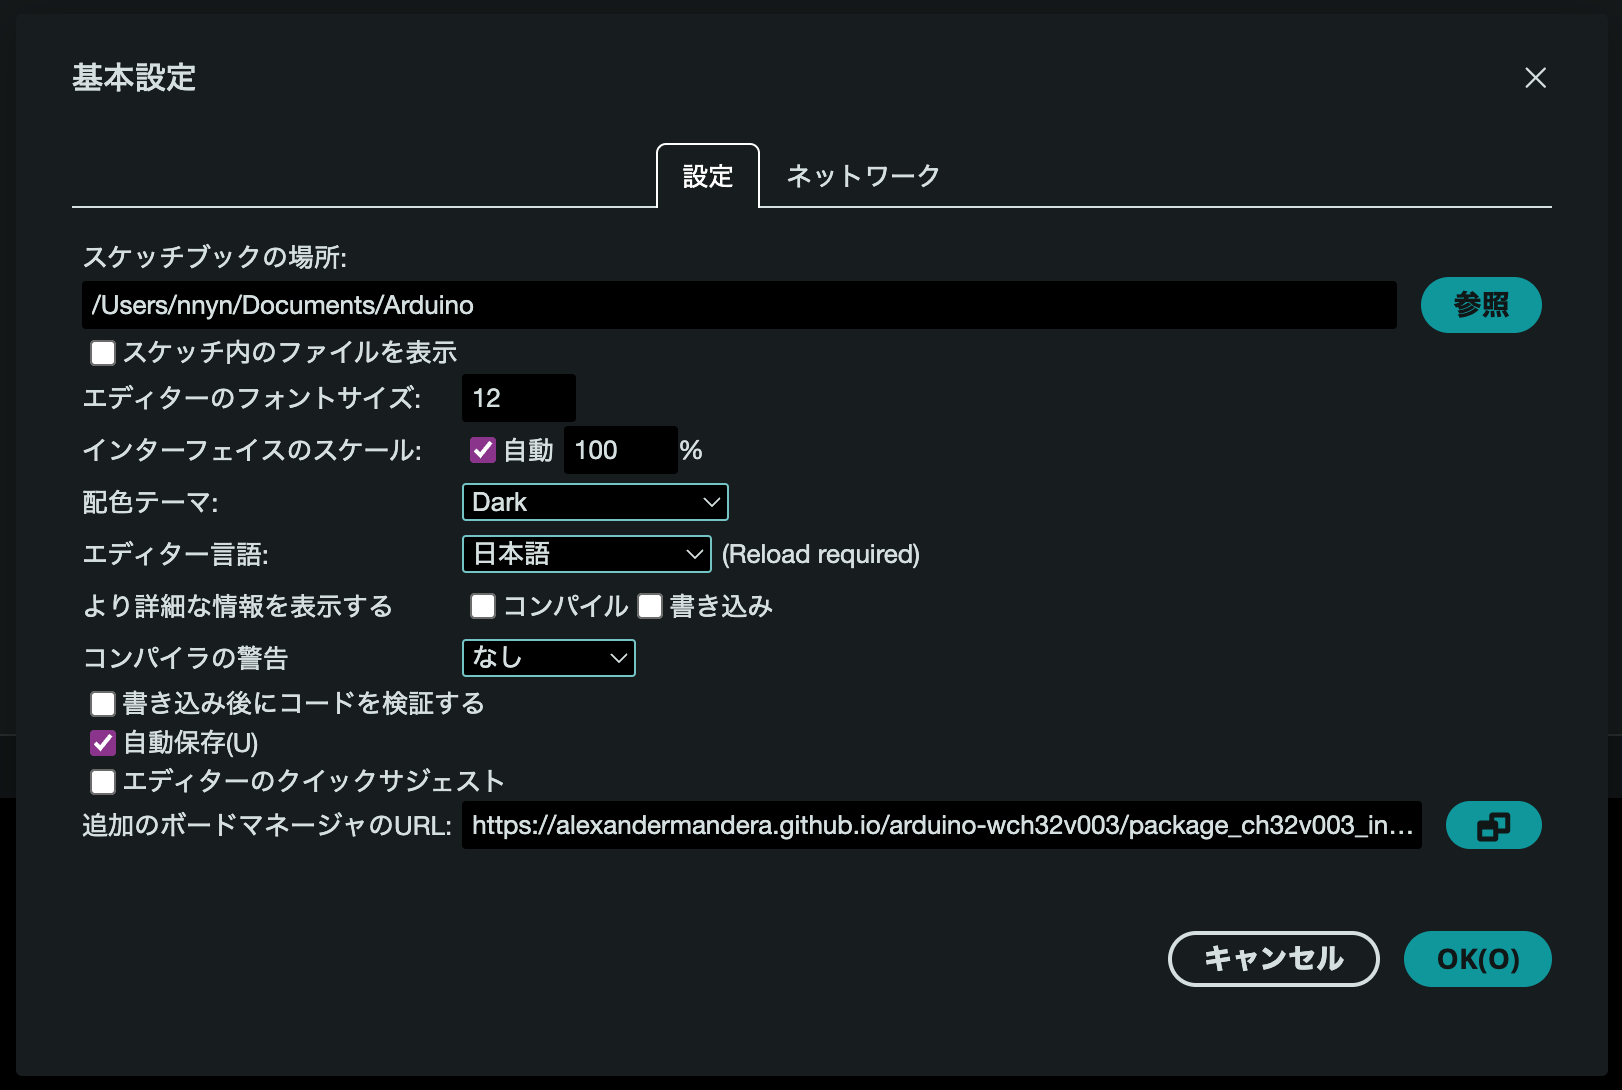 基本設定
設定 ネットワーク
スケッチブックの場所:
/Users/nnyn/Documents/Arduino 参照
スケッチ内のファイルを表示
エディターのフォントサイズ: 12
インターフェイスのスケール: 自動 100 %
配色テーマ: Dark
エディター言語: 日本語 (Reload required)
より詳細な情報を表示する コンパイル 書き込み
コンパイラの警告 なし
書き込み後にコードを検証する
自動保存(U)
エディターのクイックサジェスト
追加のボードマネージャのURL: https://alexandermandera.github.io/arduino-wch32v003/package_ch32v003_in...
キャンセル OK(O)